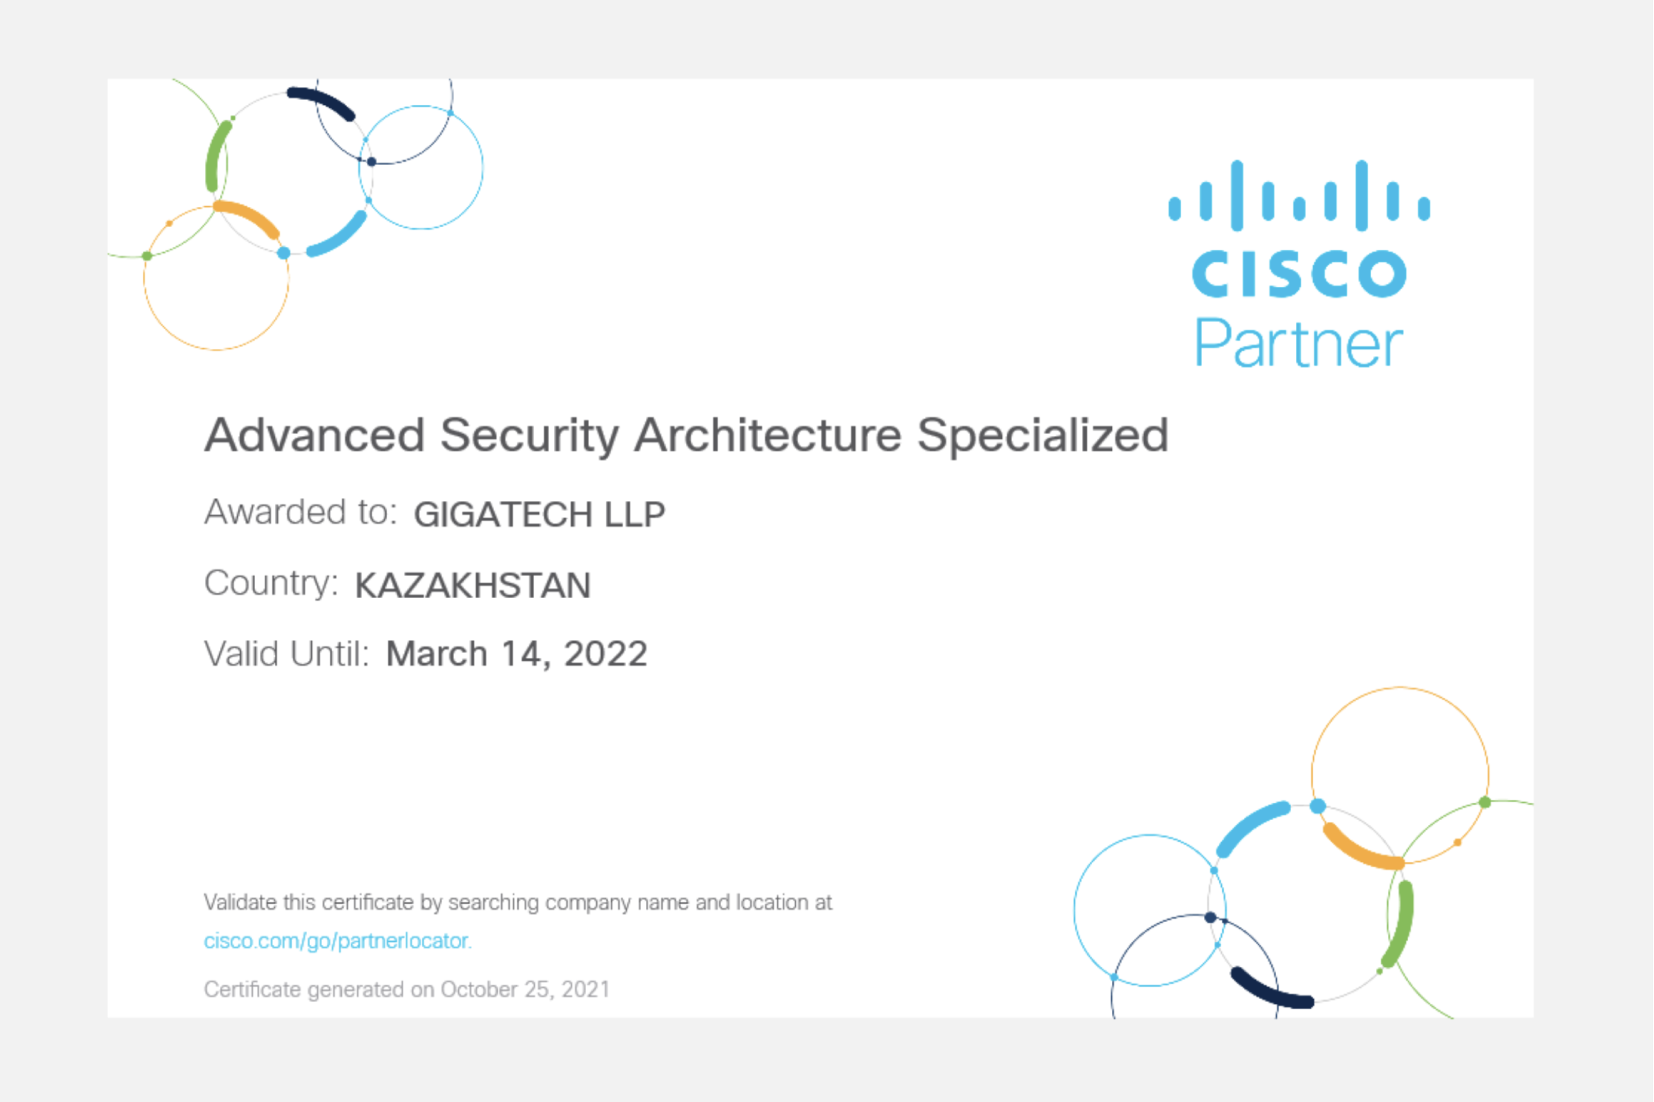 CISCO
Partner
Advanced Security Architecture Specialized
Awarded to: GIGATECH LLP
Country: KAZAKHSTAN
Valid Until: March 14, 2022
Validate this certificate by searching company name and location at
cisco.com/go/partnerlocator.
Certificate generated on October 25, 2021